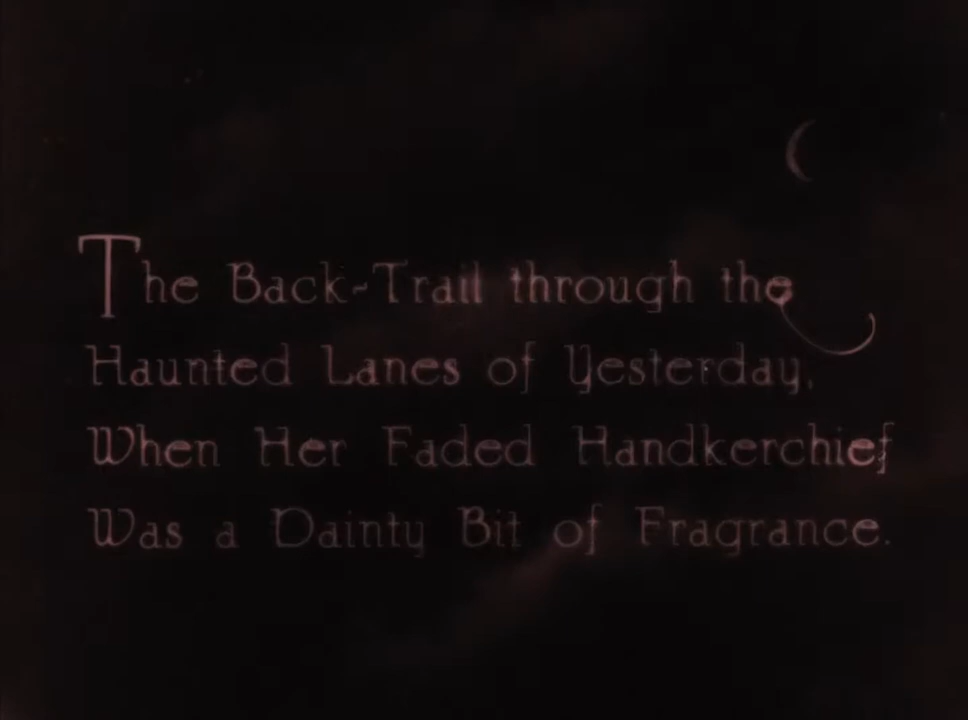 The Back-Trail through the
Haunted Lanes of Yesterday,
When Her Faded Handkerchief
Was a Dainty Bit of Fragrance.